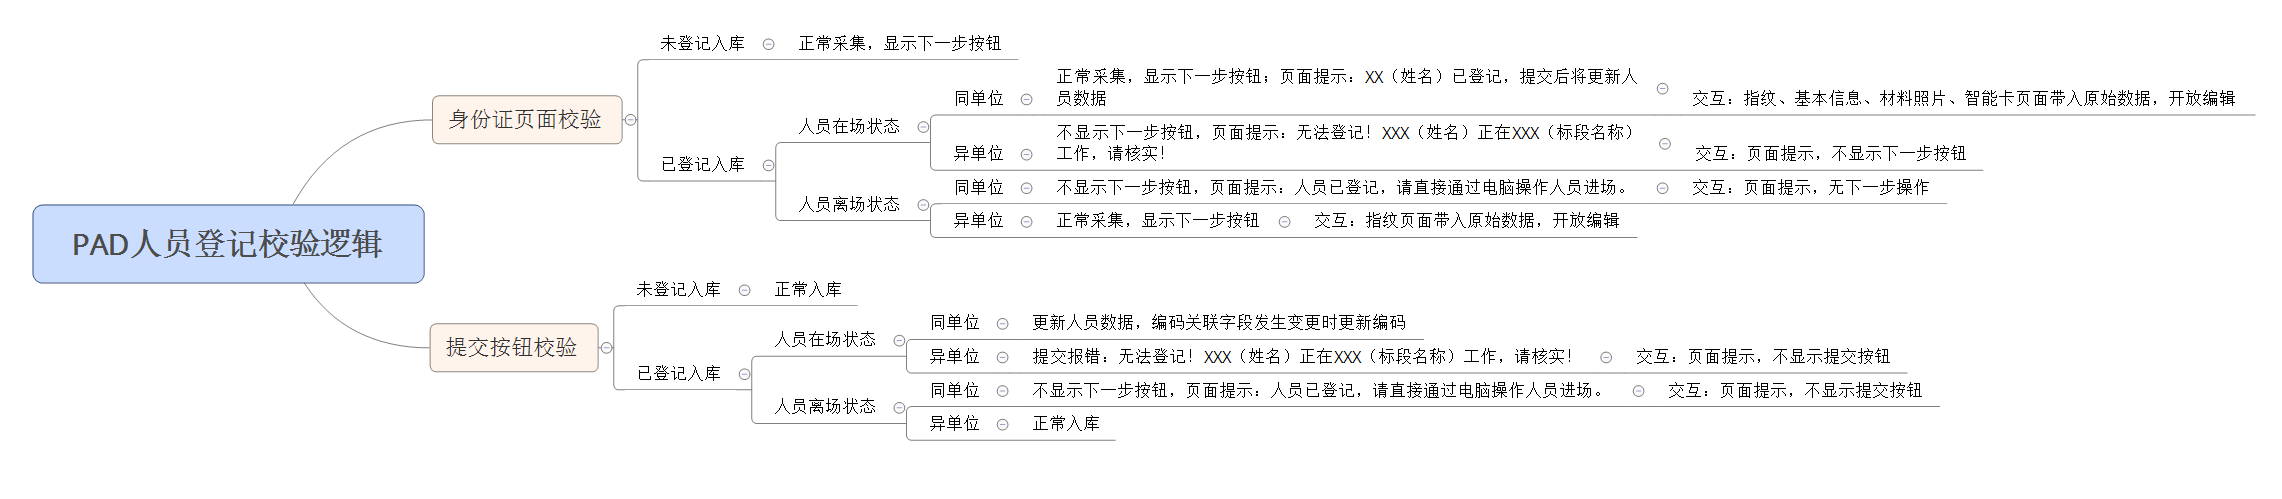 PAD人员登记校验逻辑
身份证页面校验
未登记入库
正常采集，显示下一步按钮
已登记入库
人员在场状态
同单位
正常采集，显示下一步按钮；页面提示：XX（姓名）已登记，提交后将更新人
员数据
交互：指纹、基本信息、材料照片、智能卡页面带入原始数据，开放编辑
异单位
不显示下一步按钮，页面提示：无法登记！XXX（姓名）正在XXX（标段名称）
工作，请核实！
交互：页面提示，不显示下一步按钮
人员离场状态
同单位
不显示下一步按钮，页面提示：人员已登记，请直接通过电脑操作人员进场。
交互：页面提示，无下一步操作
异单位
正常采集，显示下一步按钮
交互：指纹页面带入原始数据，开放编辑
提交按钮校验
未登记入库
正常入库
已登记入库
人员在场状态
同单位
更新人员数据，编码关联字段发生变更时更新编码
异单位
提交报错：无法登记！XXX（姓名）正在XXX（标段名称）工作，请核实！
交互：页面提示，不显示提交按钮
人员离场状态
同单位
不显示下一步按钮，页面提示：人员已登记，请直接通过电脑操作人员进场。
交互：页面提示，不显示提交按钮
异单位
正常入库